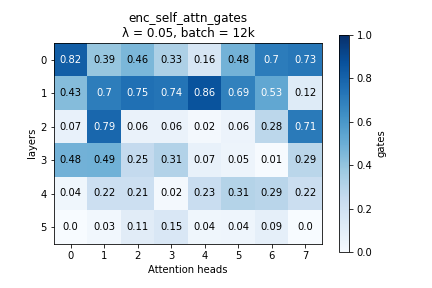 enc_self_attn_gates
λ = 0.05, batch = 12k
0 0.82 0.39 0.46 0.33 0.16 0.48 0.7 0.73
1 0.43 0.7 0.75 0.74 0.86 0.69 0.53 0.12
2 0.07 0.79 0.06 0.06 0.02 0.06 0.28 0.71
3 0.48 0.49 0.25 0.31 0.07 0.05 0.01 0.29
4 0.04 0.22 0.21 0.02 0.23 0.31 0.29 0.22
5 0.0 0.03 0.11 0.15 0.04 0.04 0.09 0.0
0 1 2 3 4 5 6 7
Attention heads
layers
1.0
0.8
0.6
0.4
0.2
0.0
gates